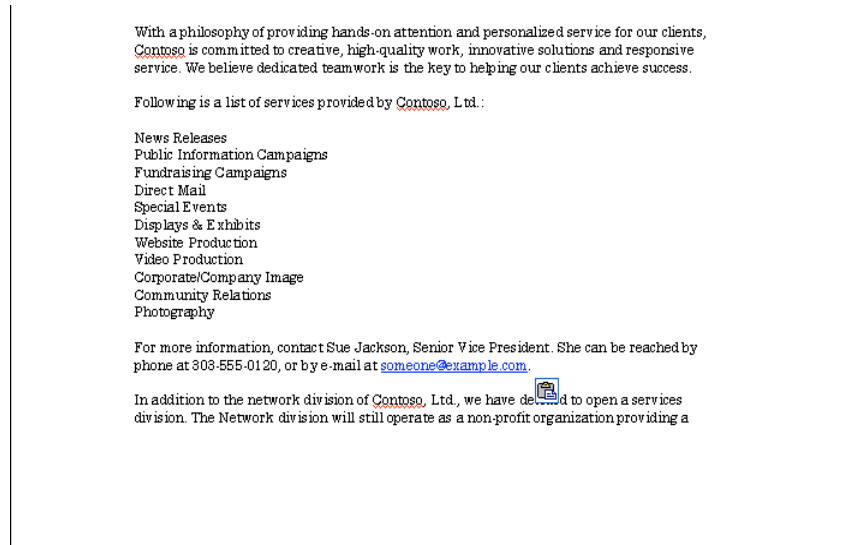 With a philosophy of providing hands-on attention and personalized service for our clients,
Contoso is committed to creative, high-quality work, innovative solutions and responsive
service. We believe dedicated teamwork is the key to helping our clients achieve success.
Following is a list of services provided by Contoso, Ltd.:
News Releases
Public Information Campaigns
Fundraising Campaigns
Direct Mail
Special Events
Displays & Exhibits
Website Production
Video Production
Corporate/Company Image
Community Relations
Photography
For more information, contact Sue Jackson, Senior Vice President. She can be reached by
phone at 303-555-0120, or by e-mail at someone@example.com.
In addition to the network division of Contoso, Ltd., we have to open a services
division. The Network division will still operate as a non-profit organization providing a